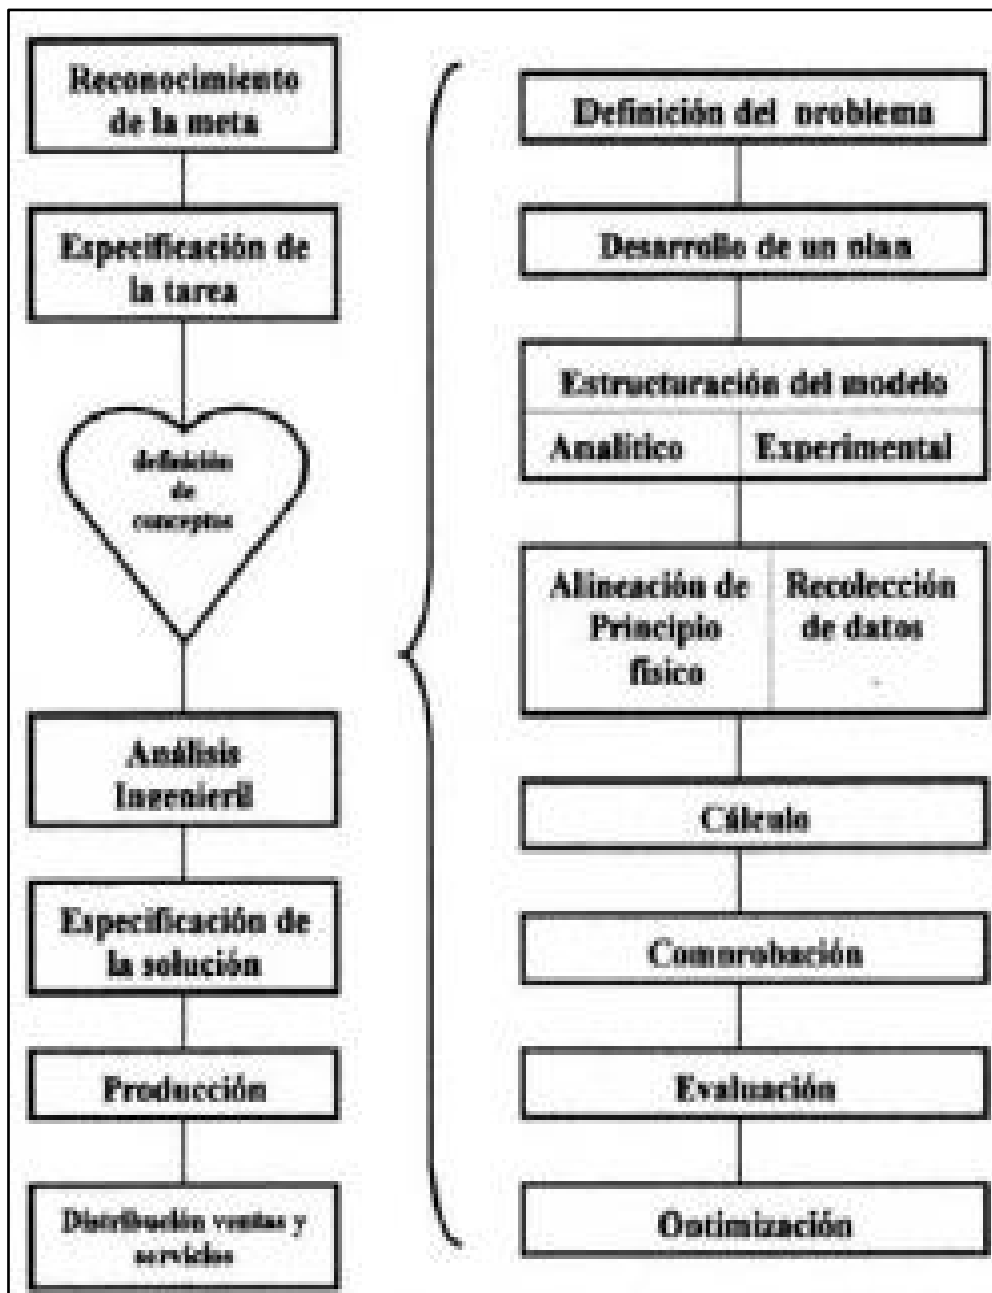 Reconocimiento
de la meta
Especificación de
la tarea
definición
de
conceptos
Análisis
Ingenieril
Especificación de
la solución
Producción
Distribución ventas y
servicios
Definición del problema
Desarrollo de un plan
Estructuración del modelo
Analítico Experimental
Alineación de
Principio
físico
Recolección
de datos
Cálculo
Comprobación
Evaluación
Optimización